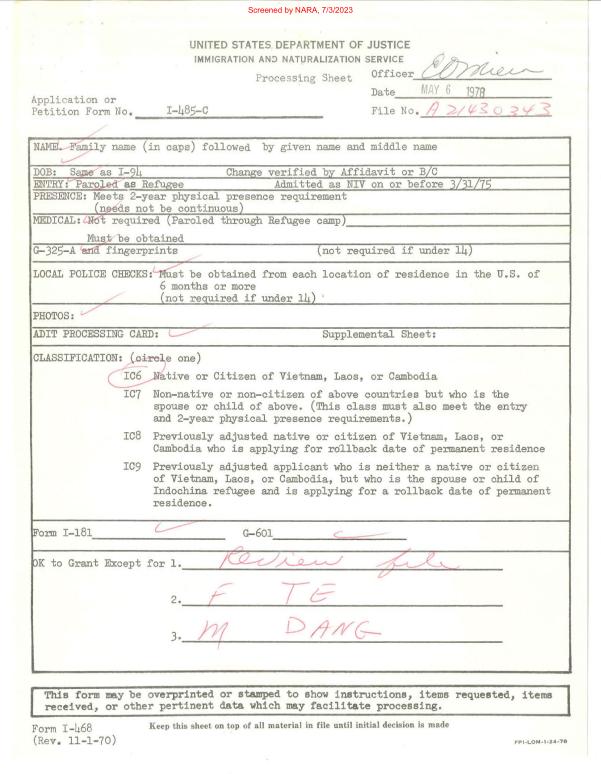 Screened by NARA, 7/3/2023
UNITED STATES DEPARTMENT OF JUSTICE
IMMIGRATION AND NATURALIZATION SERVICE
Processing Sheet
Officer
Date MAY 6 1978
Application or
Petition Form No. I-485-C
File No. A21430343
NAME. Family name (in caps) followed by given name and middle name
DOB: Same as I-94 Change verified by Affidavit or B/C
ENTRY: Paroled as Refugee Admitted as NIV on or before 3/31/75
PRESENCE: Meets 2-year physical presence requirement
(needs not be continuous)
MEDICAL: Not required (Paroled through Refugee camp)
Must be obtained
G-325-A and fingerprints (not required if under 14)
LOCAL POLICE CHECKS: Must be obtained from each location of residence in the U.S. of
6 months or more
(not required if under 14)
PHOTOS:
ADIT PROCESSING CARD: Supplemental Sheet:
CLASSIFICATION: (circle one)
IC6 Native or Citizen of Vietnam, Laos, or Cambodia
IC7 Non-native or non-citizen of above countries but who is the
spouse or child of above. (This class must also meet the entry
and 2-year physical presence requirements.)
IC8 Previously adjusted native or citizen of Vietnam, Laos, or
Cambodia who is applying for rollback date of permanent residence
IC9 Previously adjusted applicant who is neither a native or citizen
of Vietnam, Laos, or Cambodia, but who is the spouse or child of
Indochina refugee and is applying for a rollback date of permanent
residence.
Form I-181 G-601
OK to Grant Except for 1. Review file
2. F TE
3. M DANG
This form may be overprinted or stamped to show instructions, items requested, items
received, or other pertinent data which may facilitate processing.
Form I-468
(Rev. 11-1-70)
Keep this sheet on top of all material in file until initial decision is made
FPI-LOM-1-24-78